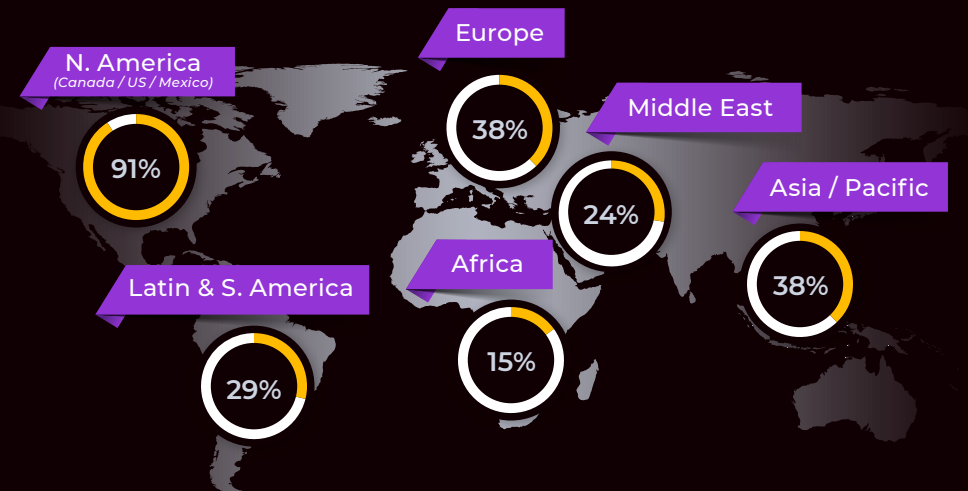 Europe
38%
N. America
(Canada / US / Mexico)
91%
Middle East
24%
Asia / Pacific
38%
Africa
15%
Latin & S. America
29%